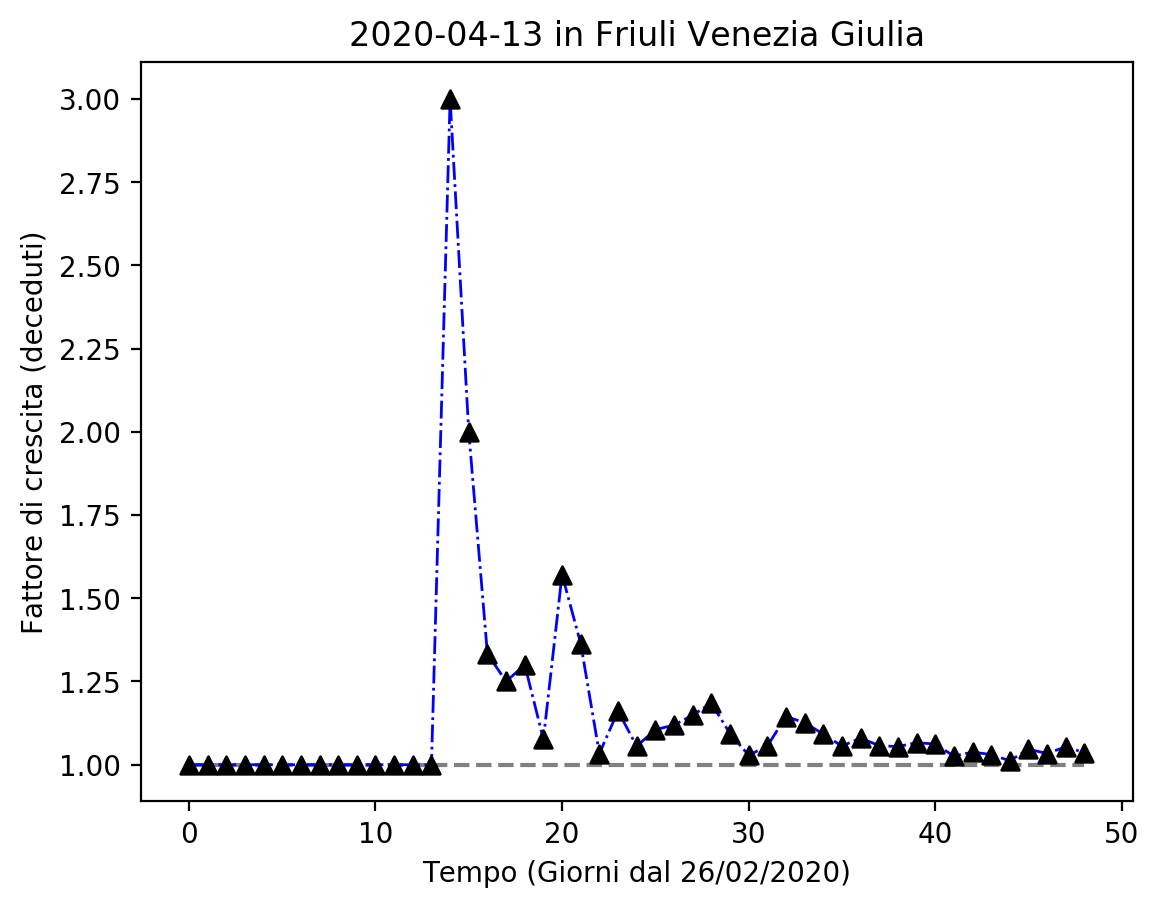 2020-04-13 in Friuli Venezia Giulia
Fattore di crescita (deceduti)
3.00
2.75
2.50
2.25
2.00
1.75
1.50
1.25
1.00
0 10 20 30 40 50
Tempo (Giorni dal 26/02/2020)